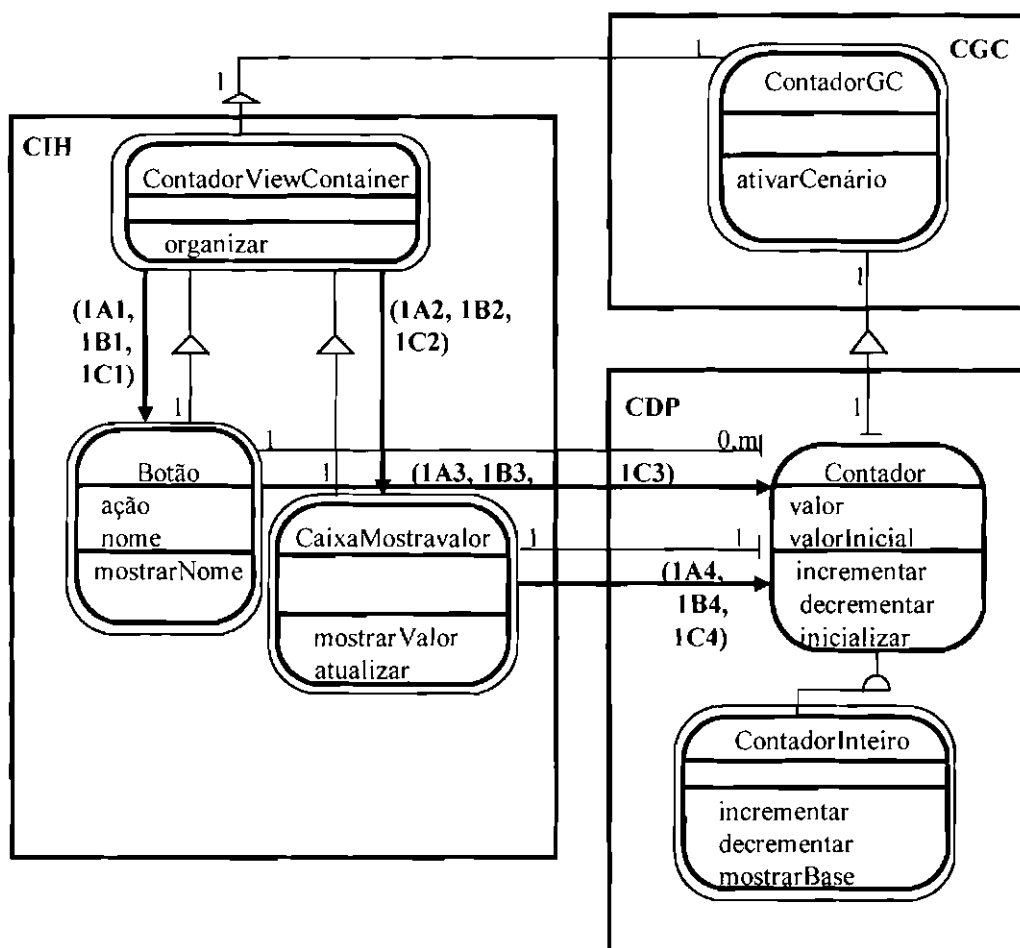 CGC
1
ContadorGC
ativarCenário
1
1
CIH
ContadorViewContainer
organizar
(1A1,
1B1,
1C1)
(1A2, 1B2,
1C2)
1
CDP
1
Botão
ação
nome
mostrarNome
1
0,m
(1A3, 1B3,
1C3)
1
CaixaMostravalor
mostrarValor
atualizar
1
1
(1A4,
1B4,
1C4)
Contador
valor
valorInicial
incrementar
decrementar
inicializar
ContadorInteiro
incrementar
decrementar
mostrarBase